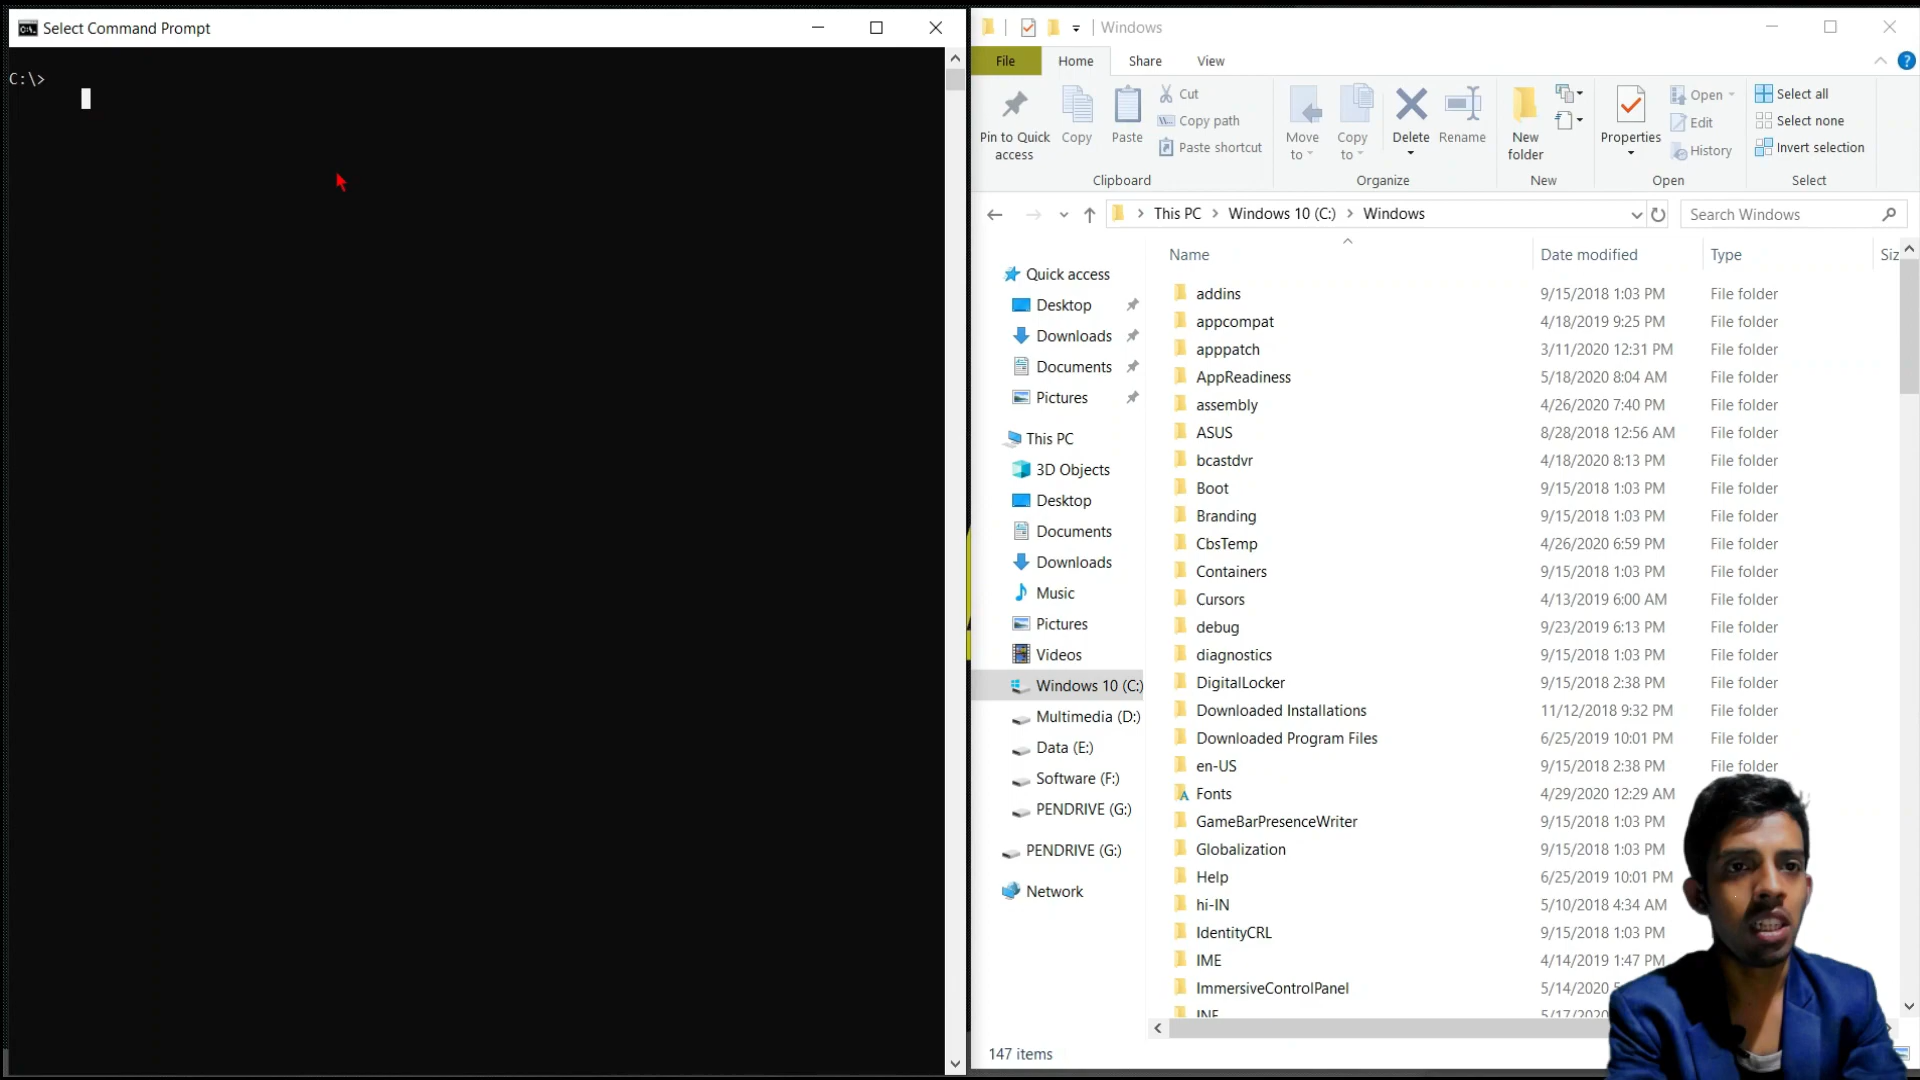 Select Command Prompt
C:\>
Windows
File
Home
Share
View
Pin to Quick access
Copy
Paste
Cut
Copy path
Paste shortcut
Clipboard
Move to
Copy to
Delete
Rename
Organize
New folder
New
Properties
Open
Edit
History
Open
Select all
Select none
Invert selection
Select
This PC > Windows 10 (C:) > Windows
Search Windows
Quick access
Desktop
Downloads
Documents
Pictures
This PC
3D Objects
Desktop
Documents
Downloads
Music
Pictures
Videos
Windows 10 (C:)
Multimedia (D:)
Data (E:)
Software (F:)
PENDRIVE (G:)
PENDRIVE (G:)
Network
Name Date modified Type Siz
addins 9/15/2018 1:03 PM File folder
appcompat 4/18/2019 9:25 PM File folder
apppatch 3/11/2020 12:31 PM File folder
AppReadiness 5/18/2020 8:04 AM File folder
assembly 4/26/2020 7:40 PM File folder
ASUS 8/28/2018 12:56 AM File folder
bcastdvr 4/18/2020 8:13 PM File folder
Boot 9/15/2018 1:03 PM File folder
Branding 9/15/2018 1:03 PM File folder
CbsTemp 4/26/2020 6:59 PM File folder
Containers 9/15/2018 1:03 PM File folder
Cursors 4/13/2019 6:00 AM File folder
debug 9/23/2019 6:13 PM File folder
diagnostics 9/15/2018 1:03 PM File folder
DigitalLocker 9/15/2018 2:38 PM File folder
Downloaded Installations 11/12/2018 9:32 PM File folder
Downloaded Program Files 6/25/2019 10:01 PM File folder
en-US 9/15/2018 2:38 PM File folder
Fonts 4/29/2020 12:29 AM
GameBarPresenceWriter 9/15/2018 1:03 PM
Globalization 9/15/2018 1:03 PM
Help 6/25/2019 10:01 PM
hi-IN 5/10/2018 4:34 AM
IdentityCRL 9/15/2018 1:03 PM
IME 4/14/2019 1:47 PM
ImmersiveControlPanel 5/14/2020
INF 5/17/2020
147 items